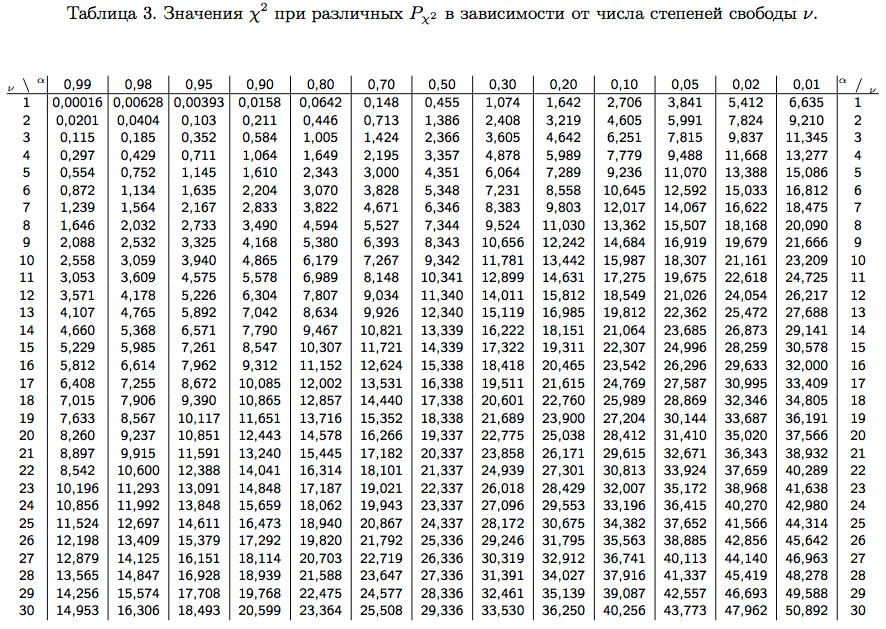 Таблица 3. Значения χ² при различных P_χ² в зависимости от числа степеней свободы ν.
ν \ α 0,99 0,98 0,95 0,90 0,80 0,70 0,50 0,30 0,20 0,10 0,05 0,02 0,01 α / ν
1 0,00016 0,00628 0,00393 0,0158 0,0642 0,148 0,455 1,074 1,642 2,706 3,841 5,412 6,635 1
2 0,0201 0,0404 0,103 0,211 0,446 0,713 1,386 2,408 3,219 4,605 5,991 7,824 9,210 2
3 0,115 0,185 0,352 0,584 1,005 1,424 2,366 3,605 4,642 6,251 7,815 9,837 11,345 3
4 0,297 0,429 0,711 1,064 1,649 2,195 3,357 4,878 5,989 7,779 9,488 11,668 13,277 4
5 0,554 0,752 1,145 1,610 2,343 3,000 4,351 6,064 7,289 9,236 11,070 13,388 15,086 5
6 0,872 1,134 1,635 2,204 3,070 3,828 5,348 7,231 8,558 10,645 12,592 15,033 16,812 6
7 1,239 1,564 2,167 2,833 3,822 4,671 6,346 8,383 9,803 12,017 14,067 16,622 18,475 7
8 1,646 2,032 2,733 3,490 4,594 5,527 7,344 9,524 11,030 13,362 15,507 18,168 20,090 8
9 2,088 2,532 3,325 4,168 5,380 6,393 8,343 10,656 12,242 14,684 16,919 19,679 21,666 9
10 2,558 3,059 3,940 4,865 6,179 7,267 9,342 11,781 13,442 15,987 18,307 21,161 23,209 10
11 3,053 3,609 4,575 5,578 6,989 8,148 10,341 12,899 14,631 17,275 19,675 22,618 24,725 11
12 3,571 4,178 5,226 6,304 7,807 9,034 11,340 14,011 15,812 18,549 21,026 24,054 26,217 12
13 4,107 4,765 5,892 7,042 8,634 9,926 12,340 15,119 16,985 19,812 22,362 25,472 27,688 13
14 4,660 5,368 6,571 7,790 9,467 10,821 13,339 16,222 18,151 21,064 23,685 26,873 29,141 14
15 5,229 5,985 7,261 8,547 10,307 11,721 14,339 17,322 19,311 22,307 24,996 28,259 30,578 15
16 5,812 6,614 7,962 9,312 11,152 12,624 15,338 18,418 20,465 23,542 26,296 29,633 32,000 16
17 6,408 7,255 8,672 10,085 12,002 13,531 16,338 19,511 21,615 24,769 27,587 30,995 33,409 17
18 7,015 7,906 9,390 10,865 12,857 14,440 17,338 20,601 22,760 25,989 28,869 32,346 34,805 18
19 7,633 8,567 10,117 11,651 13,716 15,352 18,338 21,689 23,900 27,204 30,144 33,687 36,191 19
20 8,260 9,237 10,851 12,443 14,578 16,266 19,337 22,775 25,038 28,412 31,410 35,020 37,566 20
21 8,897 9,915 11,591 13,240 15,445 17,182 20,337 23,858 26,171 29,615 32,671 36,343 38,932 21
22 8,542 10,600 12,388 14,041 16,314 18,101 21,337 24,939 27,301 30,813 33,924 37,659 40,289 22
23 10,196 11,293 13,091 14,848 17,187 19,021 22,337 26,018 28,429 32,007 35,172 38,968 41,638 23
24 10,856 11,992 13,848 15,659 18,062 19,943 23,337 27,096 29,553 33,196 36,415 40,270 42,980 24
25 11,524 12,697 14,611 16,473 18,940 20,867 24,337 28,172 30,675 34,382 37,652 41,566 44,314 25
26 12,198 13,409 15,379 17,292 19,820 21,792 25,336 29,246 31,795 35,563 38,885 42,856 45,642 26
27 12,879 14,125 16,151 18,114 20,703 22,719 26,336 30,319 32,912 36,741 40,113 44,140 46,963 27
28 13,565 14,847 16,928 18,939 21,588 23,647 27,336 31,391 34,027 37,916 41,337 45,419 48,278 28
29 14,256 15,574 17,708 19,768 22,475 24,577 28,336 32,461 35,139 39,087 42,557 46,693 49,588 29
30 14,953 16,306 18,493 20,599 23,364 25,508 29,336 33,530 36,250 40,256 43,773 47,962 50,892 30